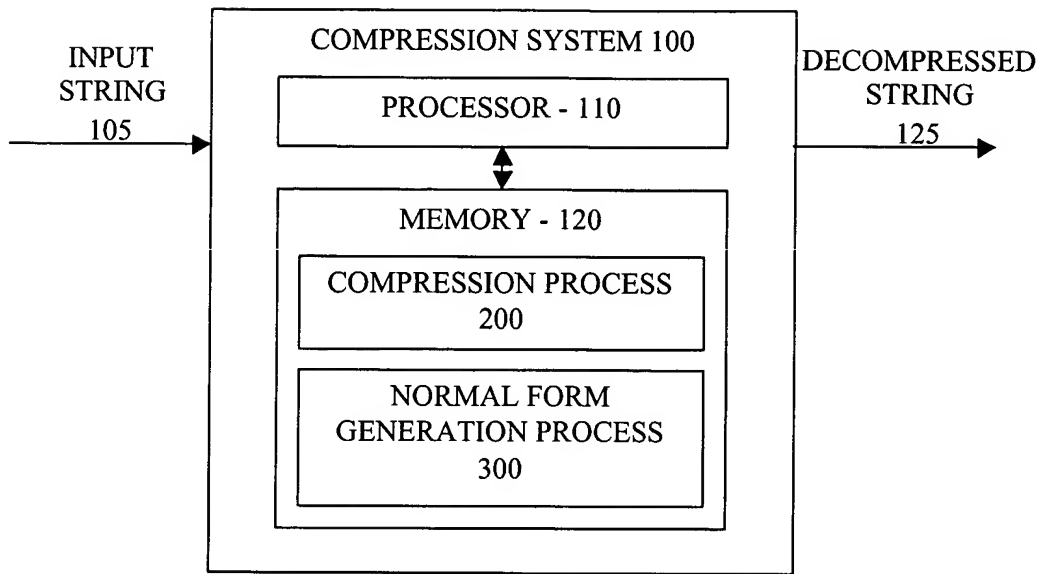 COMPRESSION SYSTEM 100
INPUT
STRING
105
DECOMPRESSED
STRING
125
PROCESSOR - 110
MEMORY - 120
COMPRESSION PROCESS
200
NORMAL FORM
GENERATION PROCESS
300